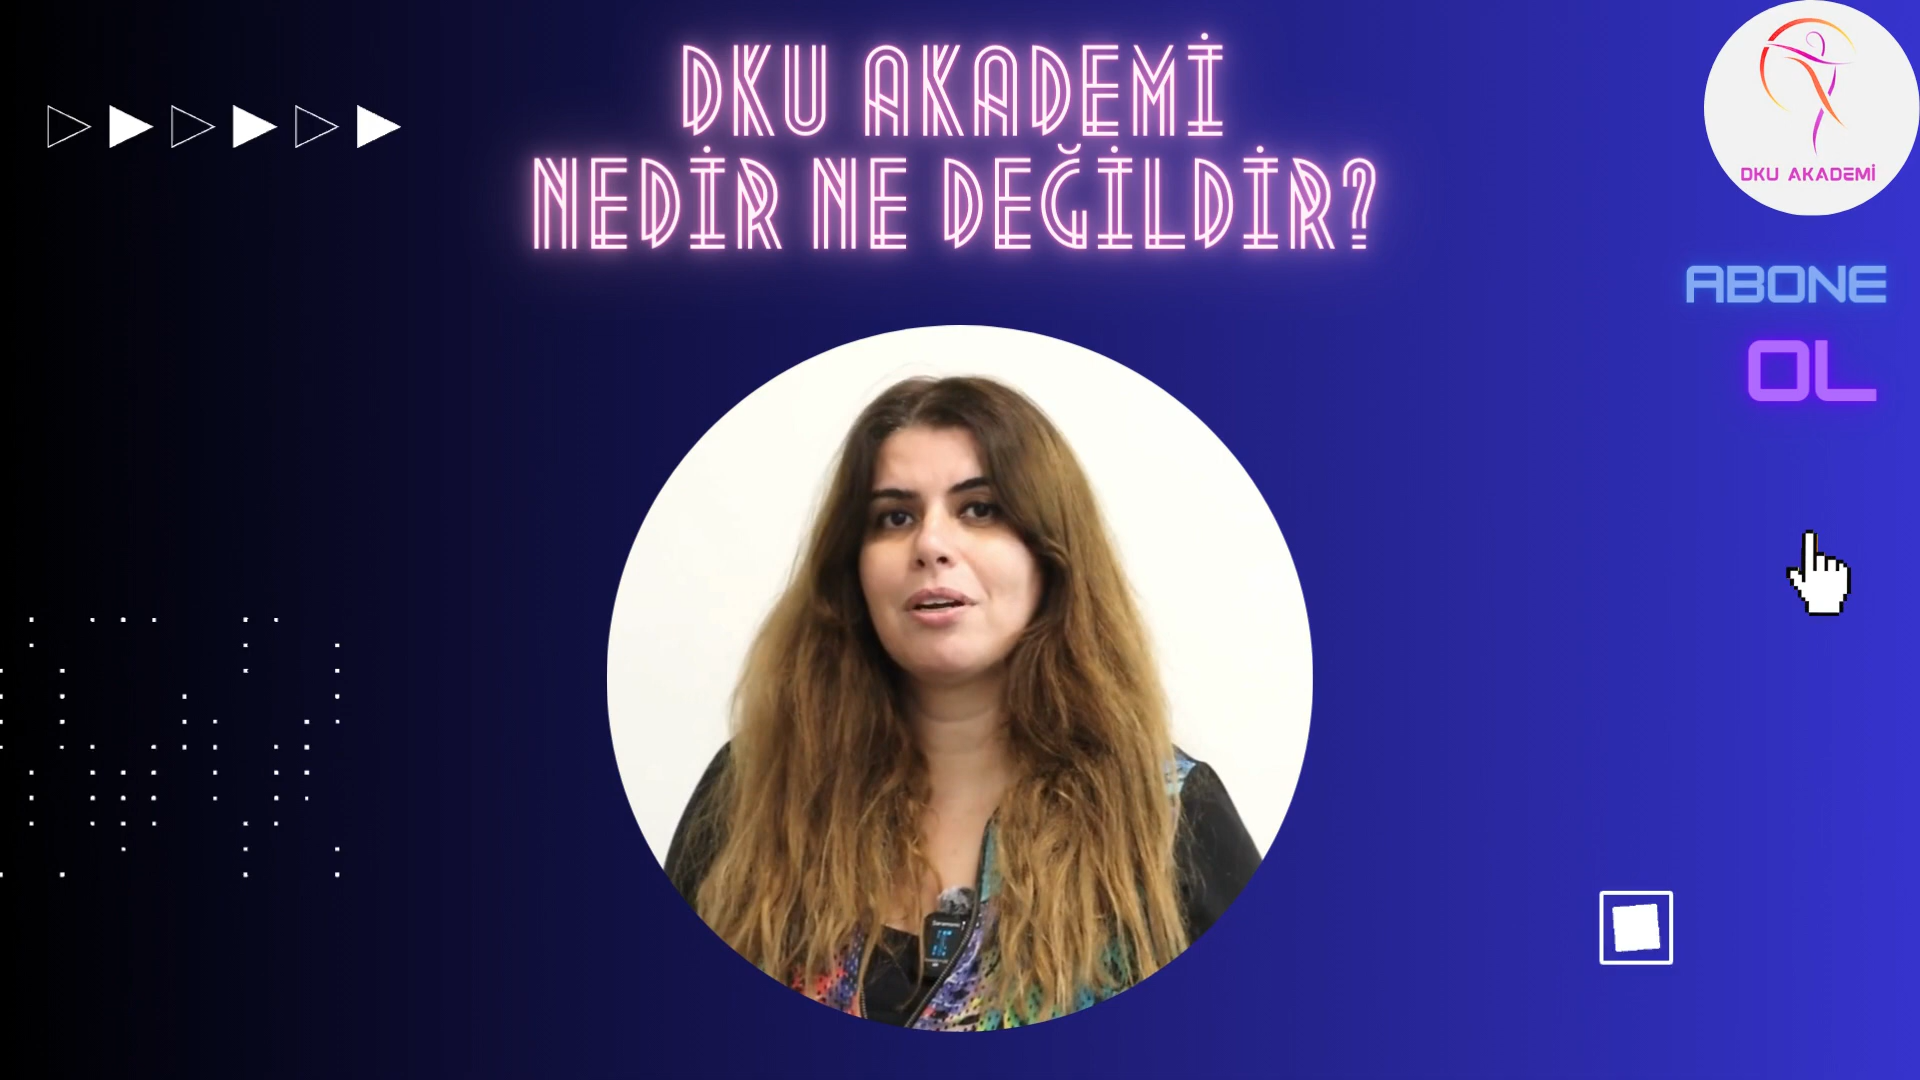 DKU AKADEMİ
NEDİR NE DEĞİLDİR?
DKU AKADEMİ
ABONE
OL